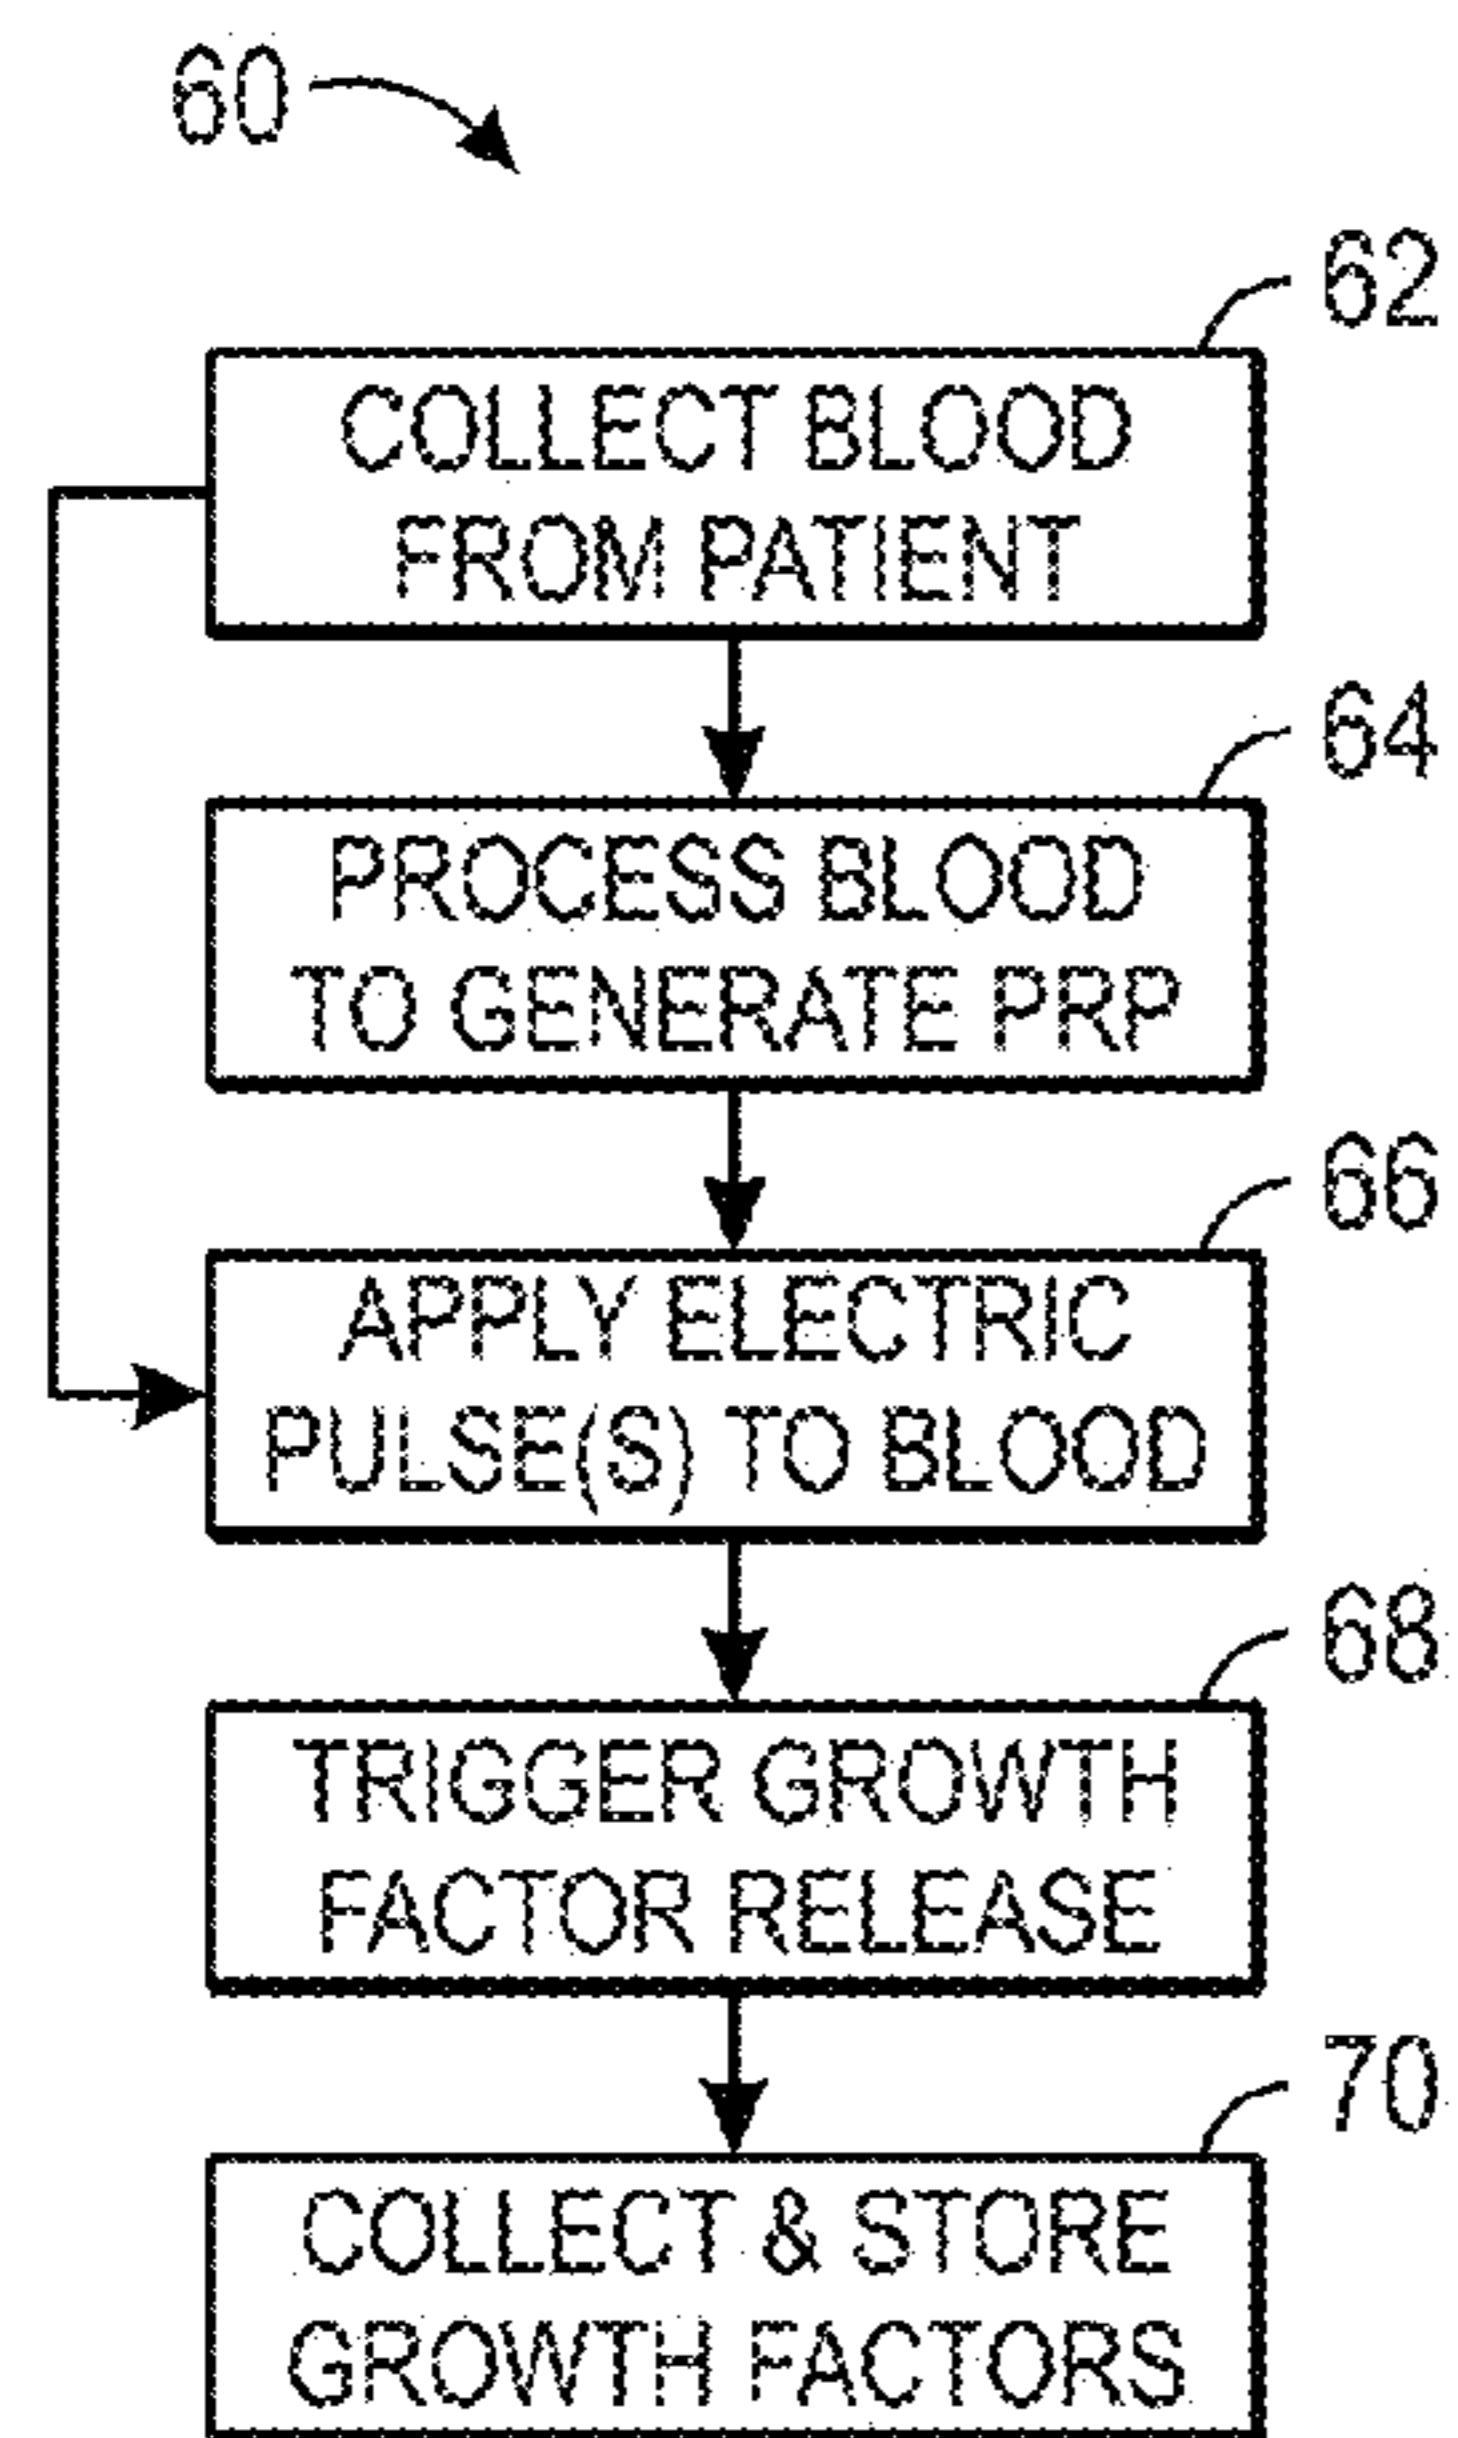 60
62
COLLECT BLOOD
FROM PATIENT
64
PROCESS BLOOD
TO GENERATE PRP
66
APPLY ELECTRIC
PULSE(S) TO BLOOD
68
TRIGGER GROWTH
FACTOR RELEASE
70
COLLECT & STORE
GROWTH FACTORS